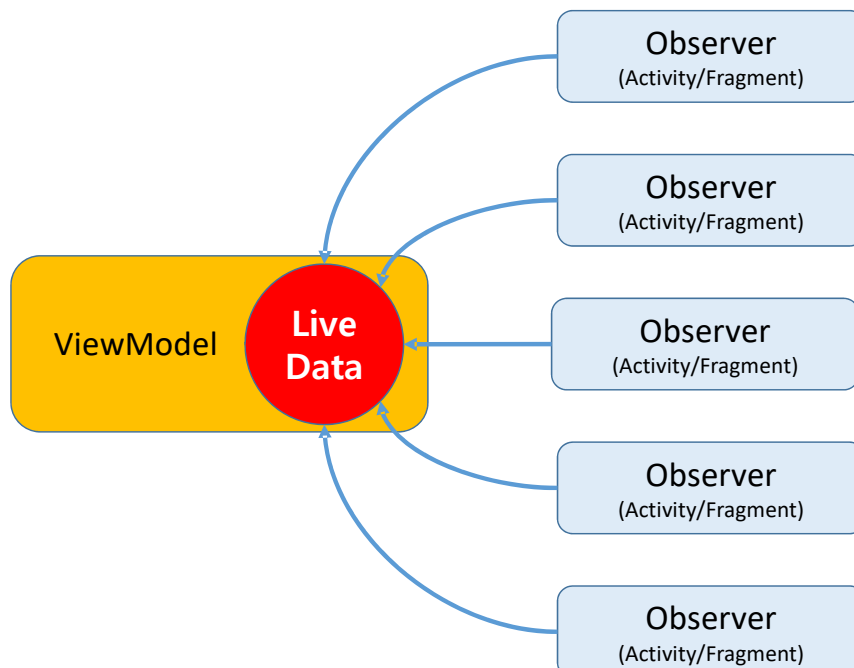 Observer
(Activity/Fragment)
Observer
(Activity/Fragment)
ViewModel
Live
Data
Observer
(Activity/Fragment)
Observer
(Activity/Fragment)
Observer
(Activity/Fragment)